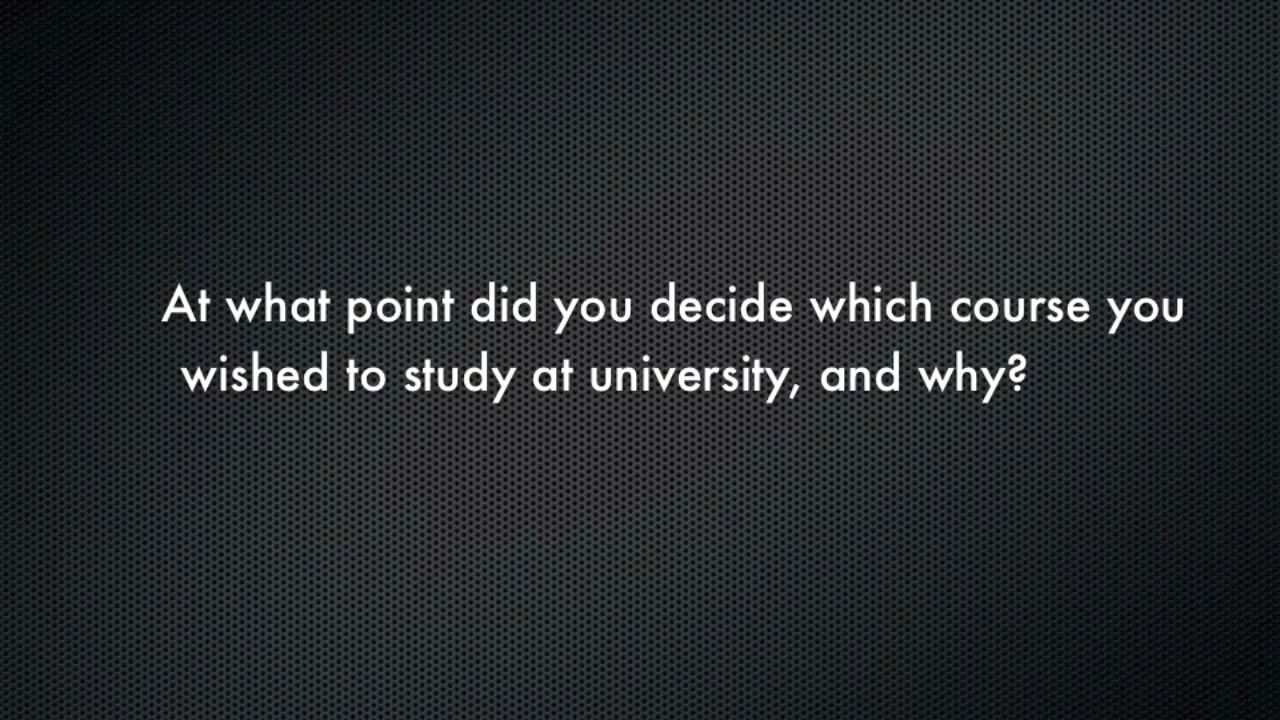 At what point did you decide which course you
wished to study at university, and why?